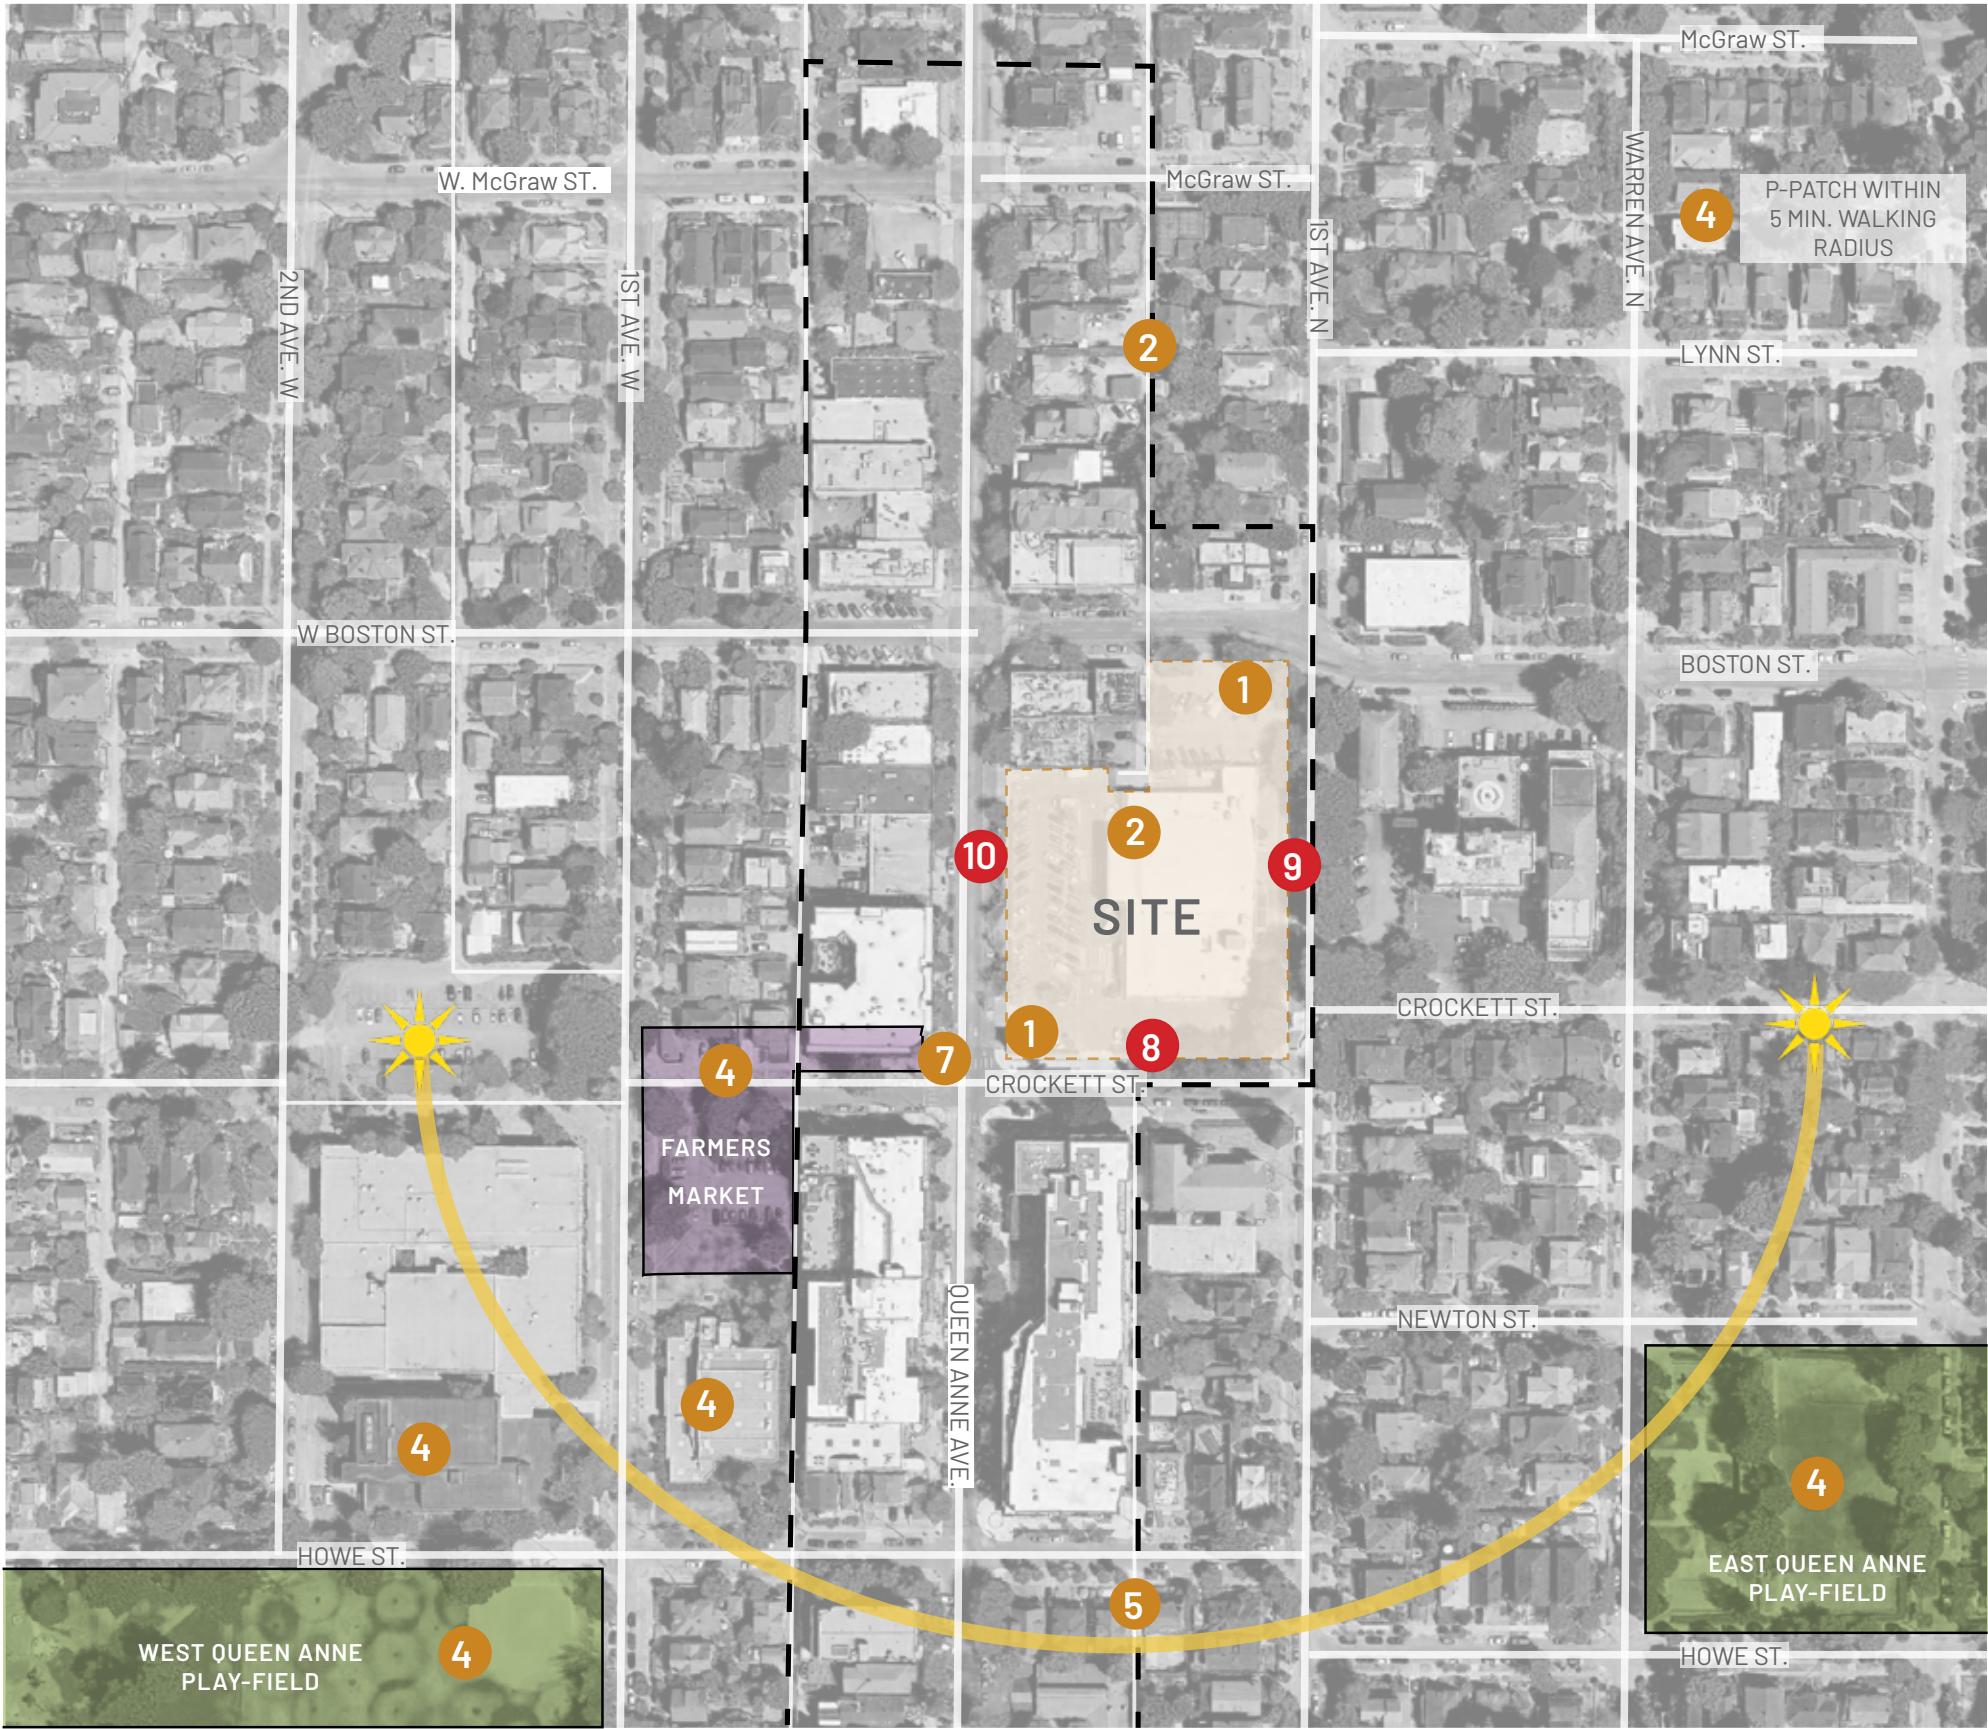 McGraw ST.
W. McGraw ST.
McGraw ST.
P-PATCH WITHIN
5 MIN. WALKING
RADIUS
4
WARREN AVE. N
1ST AVE. N
2ND AVE. W
1ST AVE. W
2
LYNN ST.
W BOSTON ST.
BOSTON ST.
1
2
10
9
SITE
CROCKETT ST.
1
8
7
4
CROCKETT ST.
FARMERS
MARKET
QUEEN ANNE AVE.
NEWTON ST.
4
4
4
HOWE ST.
EAST QUEEN ANNE
PLAY-FIELD
5
WEST QUEEN ANNE
PLAY-FIELD
4
HOWE ST.